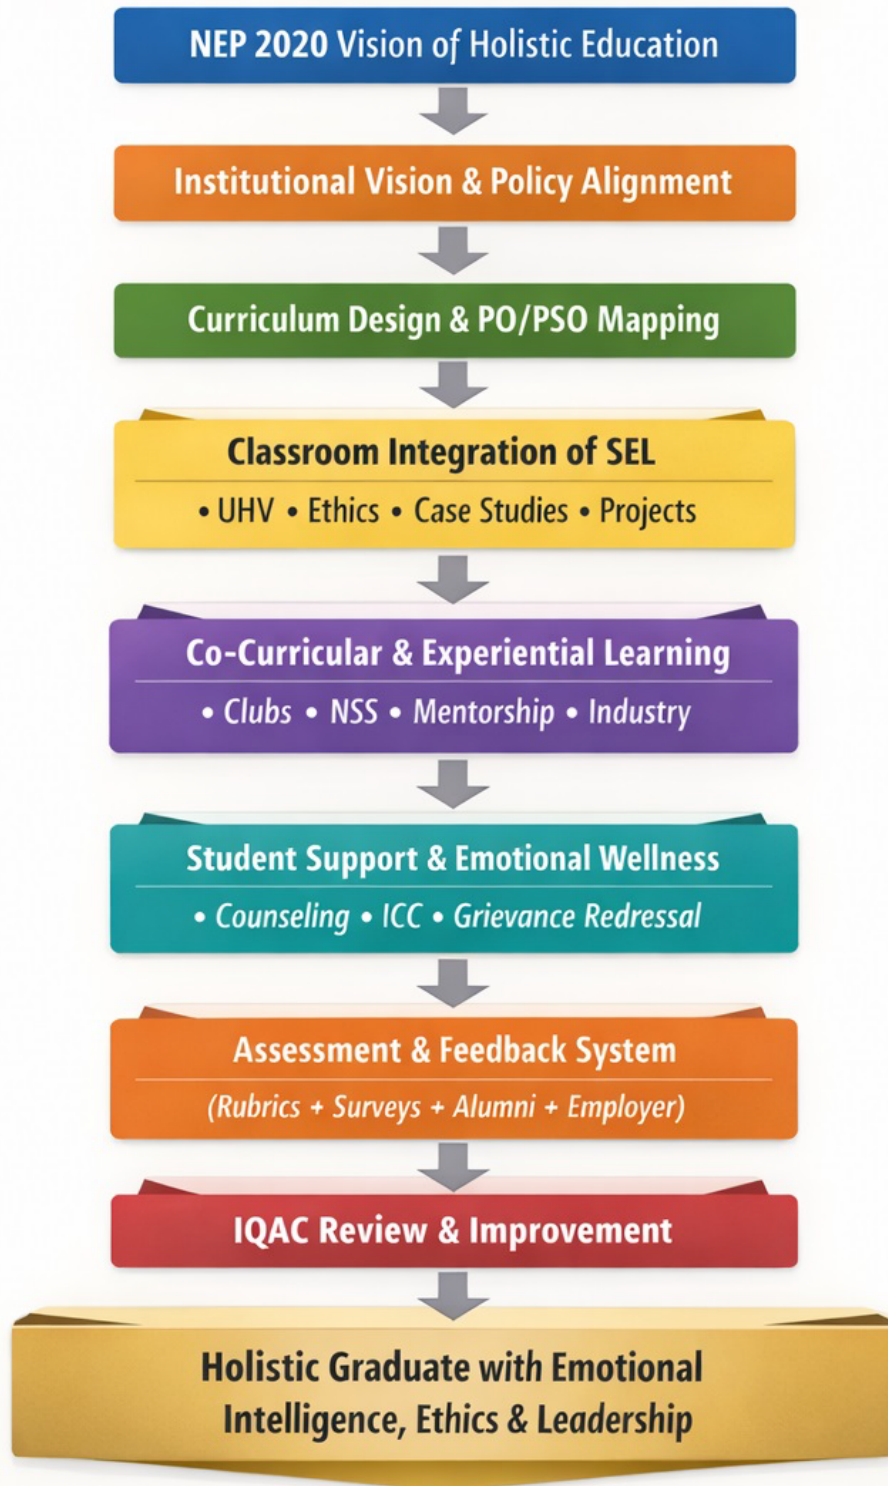 NEP 2020 Vision of Holistic Education
Institutional Vision & Policy Alignment
Curriculum Design & PO/PSO Mapping
Classroom Integration of SEL
• UHV • Ethics • Case Studies • Projects
Co-Curricular & Experiential Learning
• Clubs • NSS • Mentorship • Industry
Student Support & Emotional Wellness
• Counseling • ICC • Grievance Redressal
Assessment & Feedback System
(Rubrics + Surveys + Alumni + Employer)
IQAC Review & Improvement
Holistic Graduate with Emotional
Intelligence, Ethics & Leadership